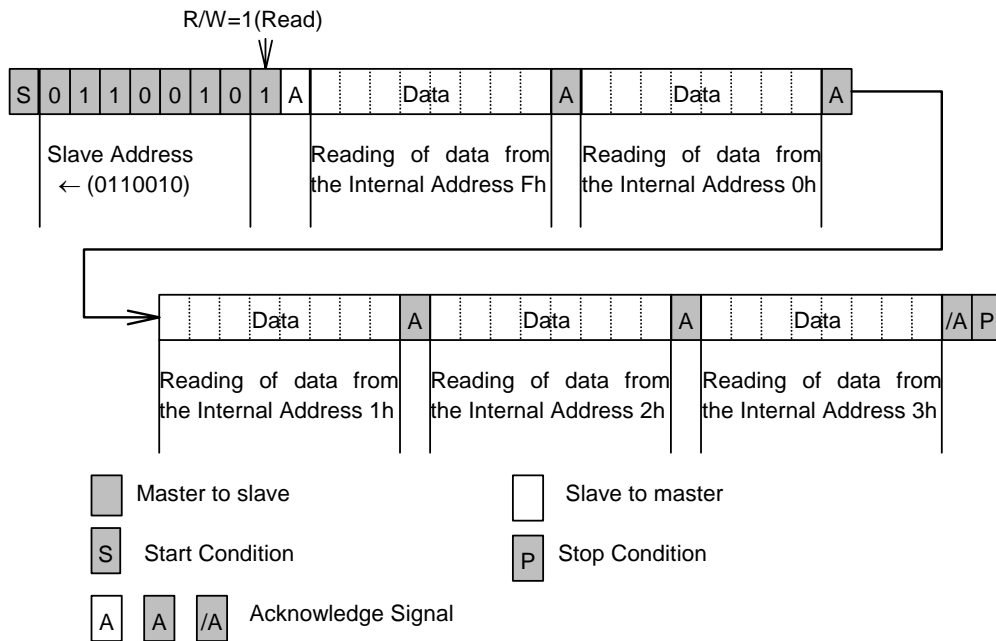 R/W=1(Read)
S 0 1 1 0 0 1 0 1 A Data A Data A
Slave Address
← (0110010)
Reading of data from
the Internal Address Fh
Reading of data from
the Internal Address 0h
Data A Data A Data /A P
Reading of data from
the Internal Address 1h
Reading of data from
the Internal Address 2h
Reading of data from
the Internal Address 3h
Master to slave
Slave to master
S Start Condition
P Stop Condition
A A /A Acknowledge Signal